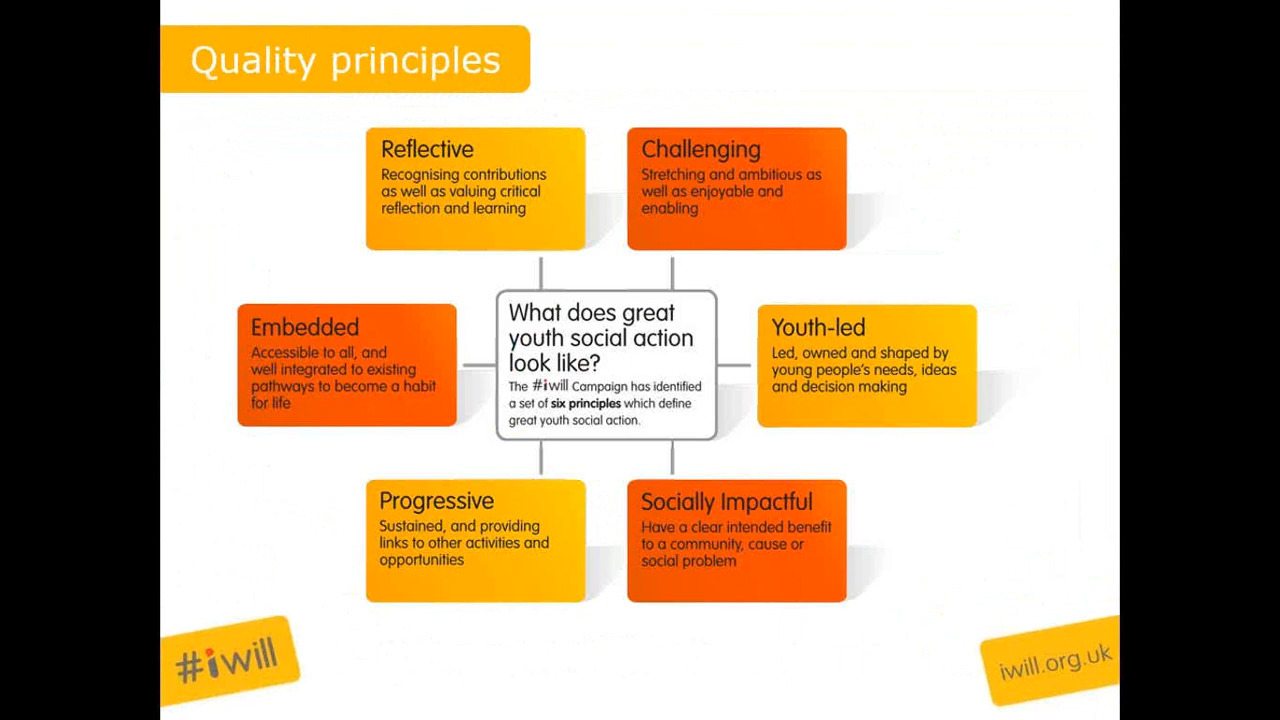 Quality principles
Reflective
Recognising contributions
as well as valuing critical
reflection and learning
Challenging
Stretching and ambitious as
well as enjoyable and
enabling
Embedded
Accessible to all, and
well integrated to existing
pathways to become a habit
for life
What does great
youth social action
look like?
The #iwill Campaign has identified
a set of six principles which define
great youth social action.
Youth-led
Led, owned and shaped by
young people's needs, ideas
and decision making
Progressive
Sustained, and providing
links to other activities and
opportunities
Socially Impactful
Have a clear intended benefit
to a community, cause or
social problem
#iwill
iwill.org.uk